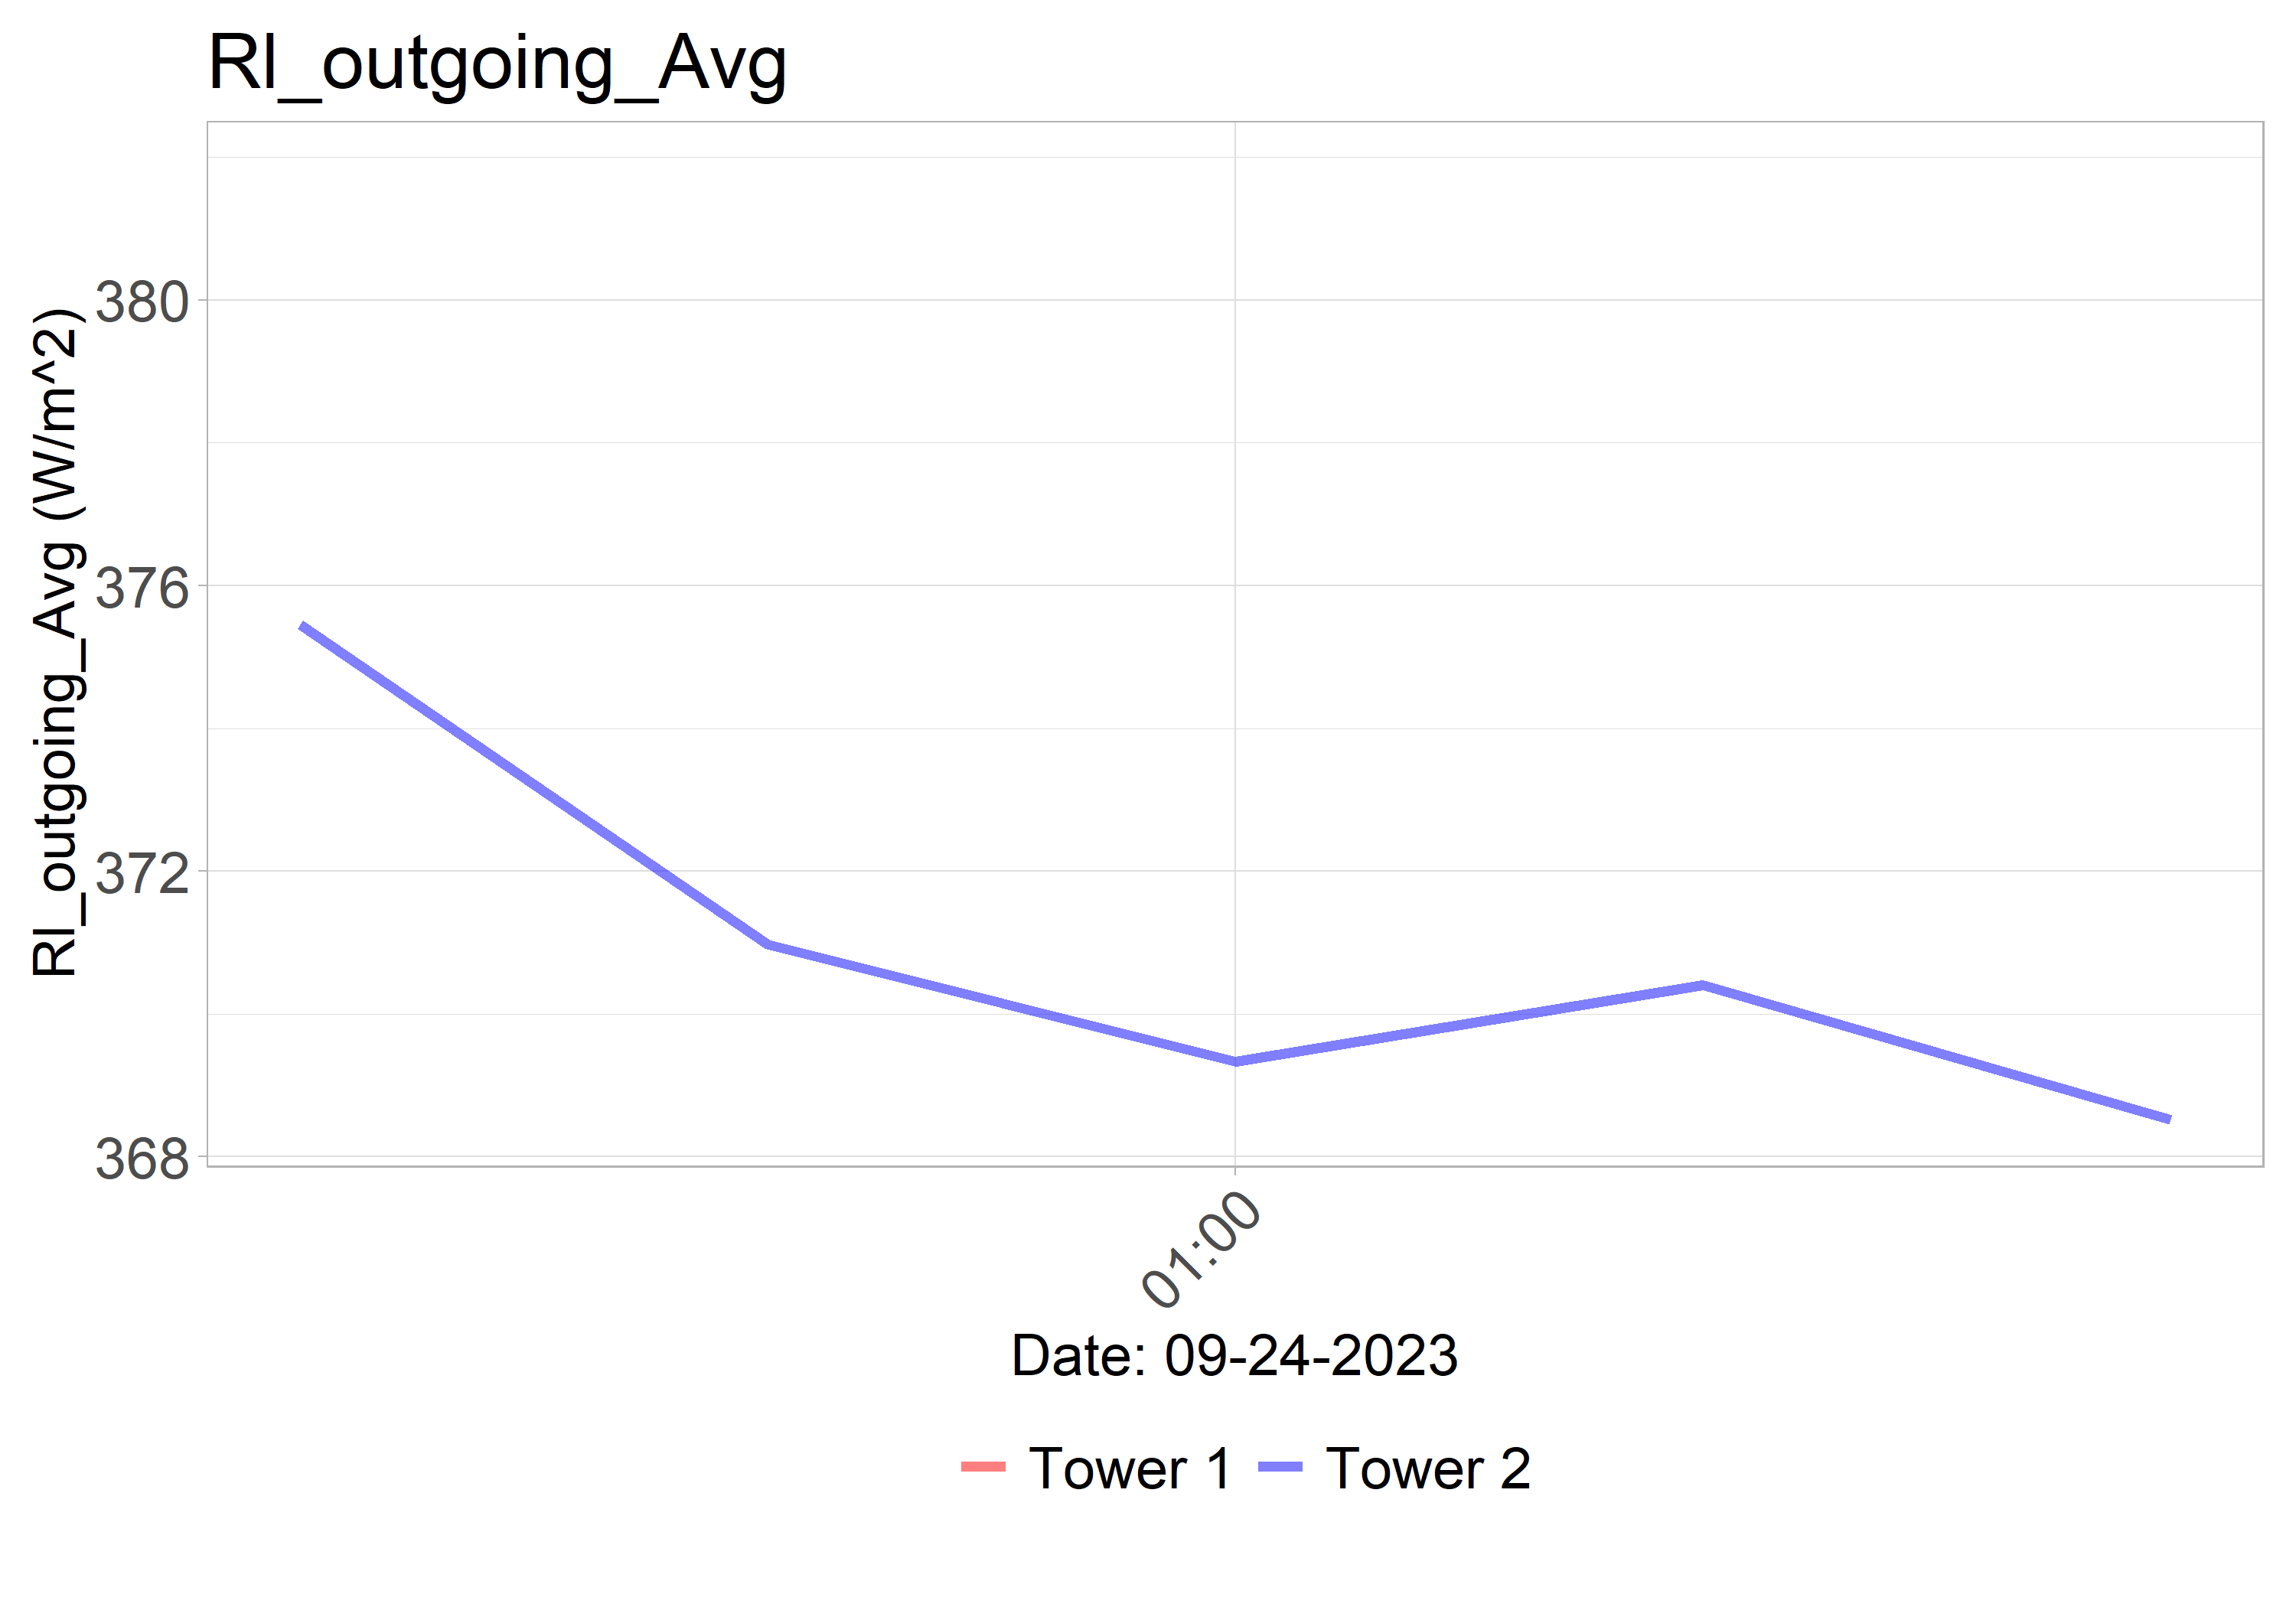 Rl_outgoing_Avg
Rl_outgoing_Avg (W/m^2)
380
376
372
368
01:00
Date: 09-24-2023
Tower 1 Tower 2